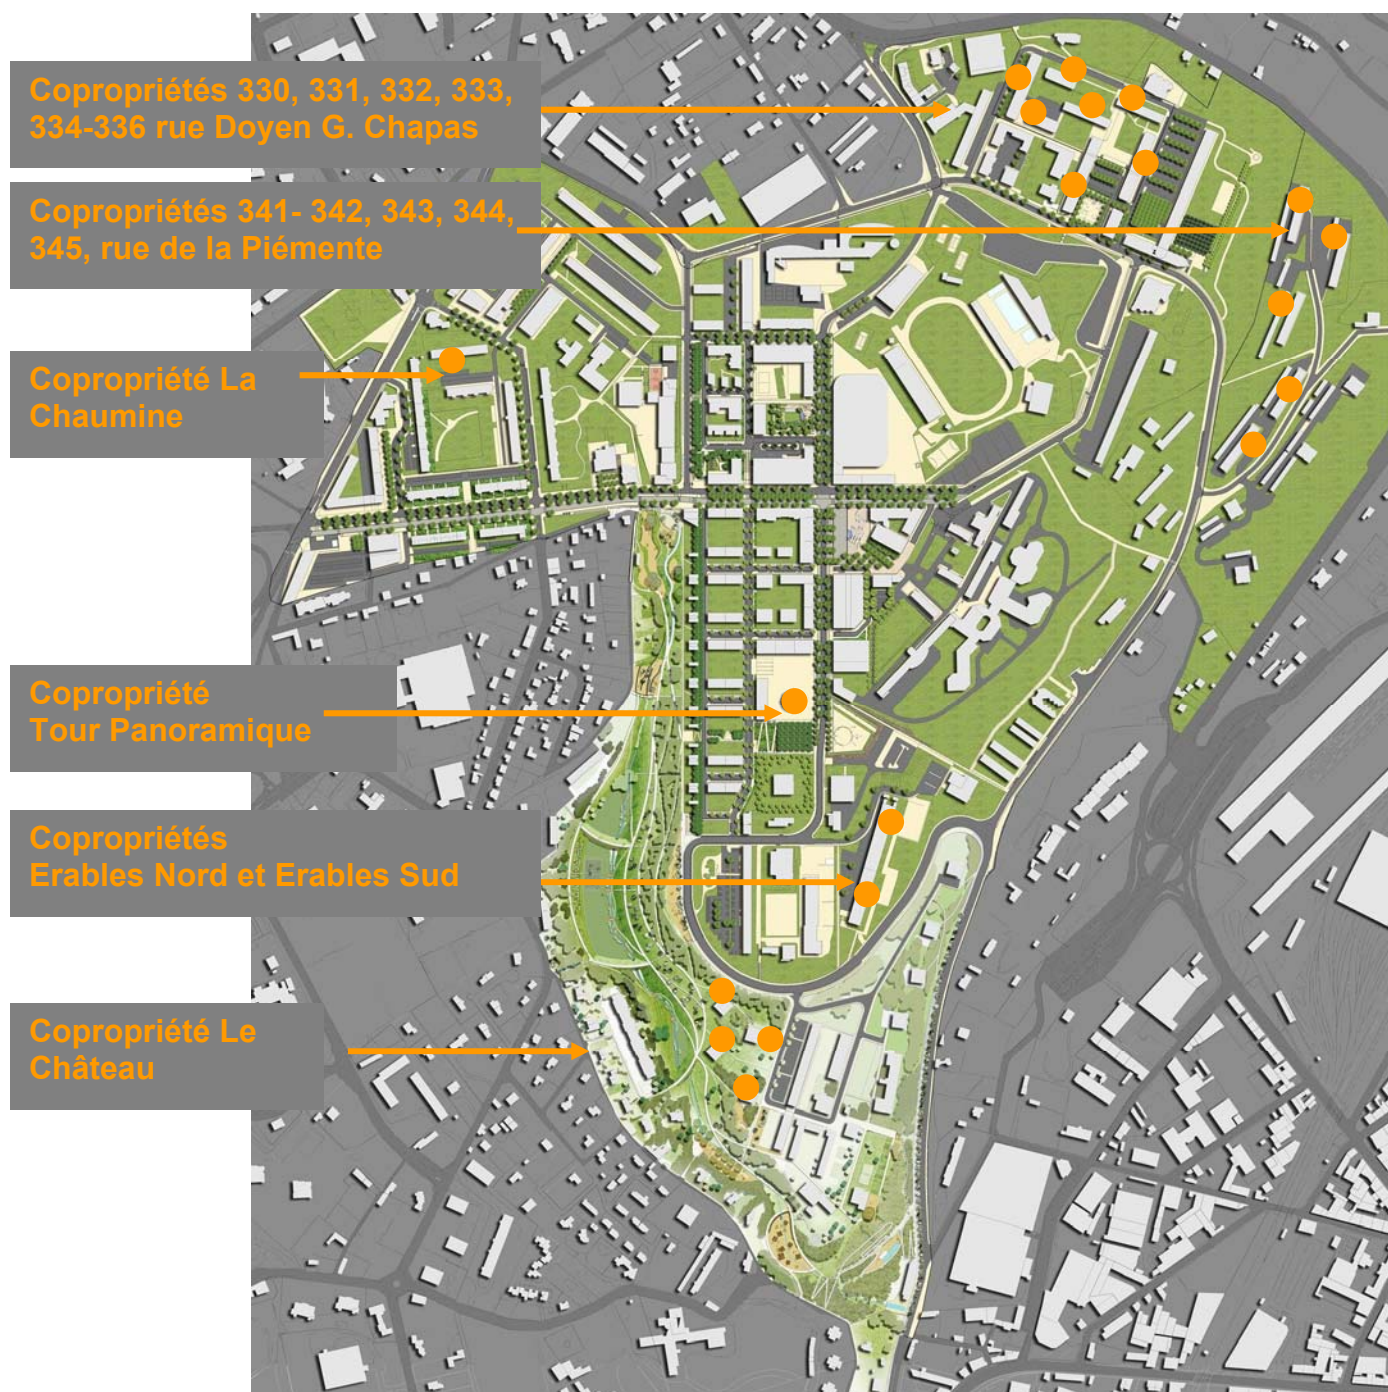 Copropriétés 330, 331, 332, 333,
334-336 rue Doyen G. Chapas
Copropriétés 341- 342, 343, 344,
345, rue de la Piémente
Copropriété La
Chaumine
Copropriété
Tour Panoramique
Copropriétés
Erables Nord et Erables Sud
Copropriété Le
Château